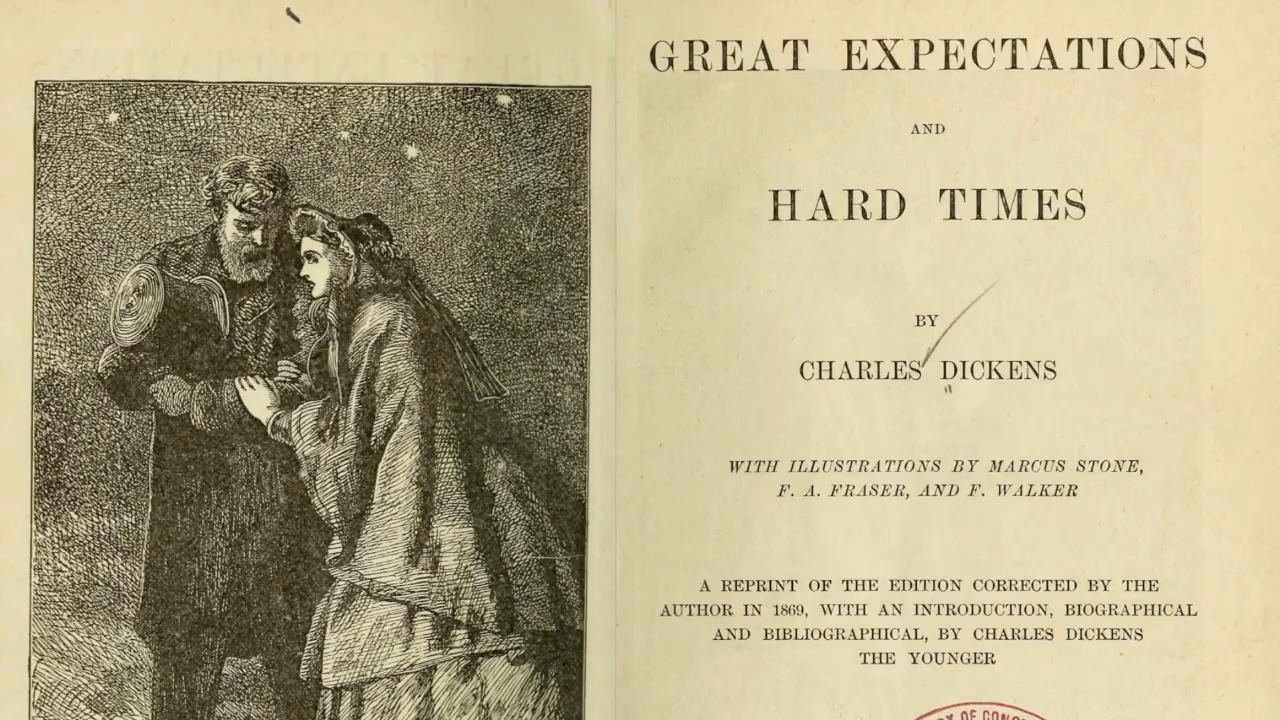 GREAT EXPECTATIONS
AND
HARD TIMES
BY
CHARLES DICKENS
WITH ILLUSTRATIONS BY MARCUS STONE,
F. A. FRASER, AND F. WALKER
A REPRINT OF THE EDITION CORRECTED BY THE
AUTHOR IN 1869, WITH AN INTRODUCTION, BIOGRAPHICAL
AND BIBLIOGRAPHICAL, BY CHARLES DICKENS
THE YOUNGER
OF